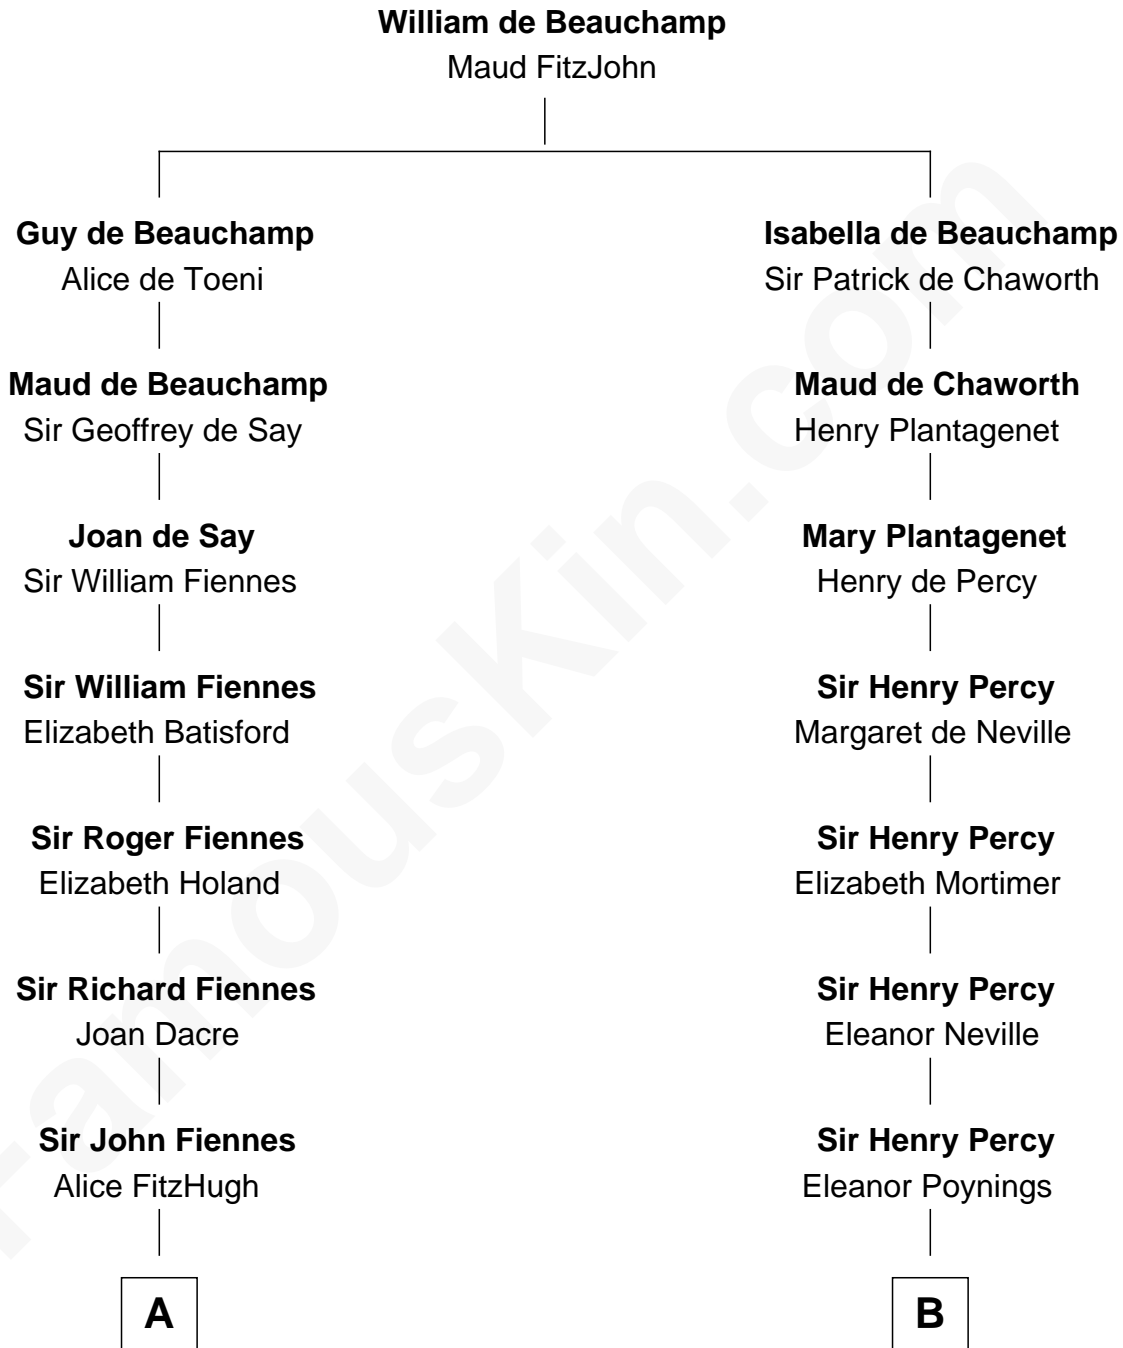 William de Beauchamp
Maud FitzJohn
Guy de Beauchamp
Alice de Toeni
Isabella de Beauchamp
Sir Patrick de Chaworth
Maud de Beauchamp
Sir Geoffrey de Say
Maud de Chaworth
Henry Plantagenet
Joan de Say
Sir William Fiennes
Mary Plantagenet
Henry de Percy
Sir William Fiennes
Elizabeth Batisford
Sir Henry Percy
Margaret de Neville
Sir Roger Fiennes
Elizabeth Holand
Sir Henry Percy
Elizabeth Mortimer
Sir Richard Fiennes
Joan Dacre
Sir Henry Percy
Eleanor Neville
Sir John Fiennes
Alice FitzHugh
Sir Henry Percy
Eleanor Poynings
A
B
FamousKin.com